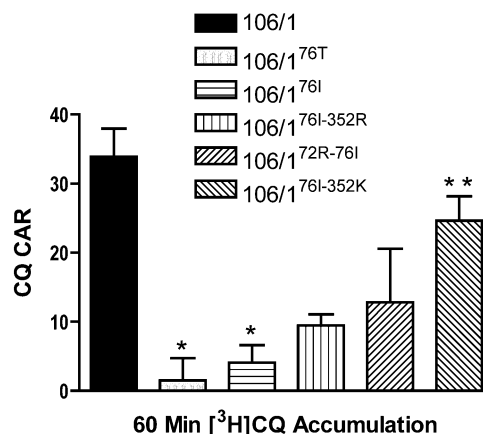 106/1
106/1⁷⁶ᵀ
106/1⁷⁶ᴵ
106/1⁷⁶ᴵ⁻³⁵²ᴿ
106/1⁷²ᴿ⁻⁷⁶ᴵ
106/1⁷⁶ᴵ⁻³⁵²ᴷ
CQ CAR
40
30
20
10
0
*
*
* *
60 Min [³H]CQ Accumulation